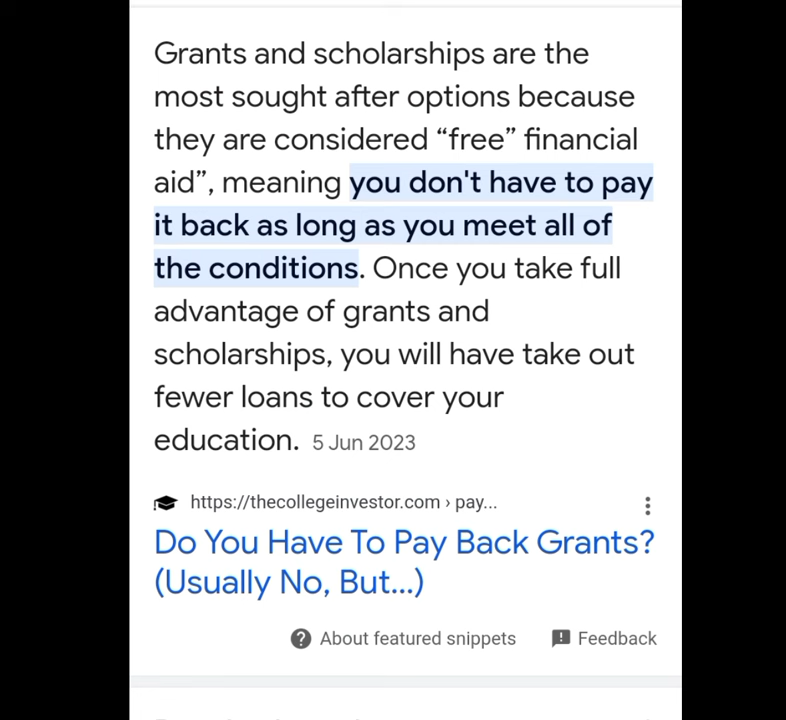 Grants and scholarships are the
most sought after options because
they are considered “free” financial
aid”, meaning you don't have to pay
it back as long as you meet all of
the conditions. Once you take full
advantage of grants and
scholarships, you will have take out
fewer loans to cover your
education. 5 Jun 2023
https://thecollegeinvestor.com › pay...
Do You Have To Pay Back Grants?
(Usually No, But...)
About featured snippets Feedback